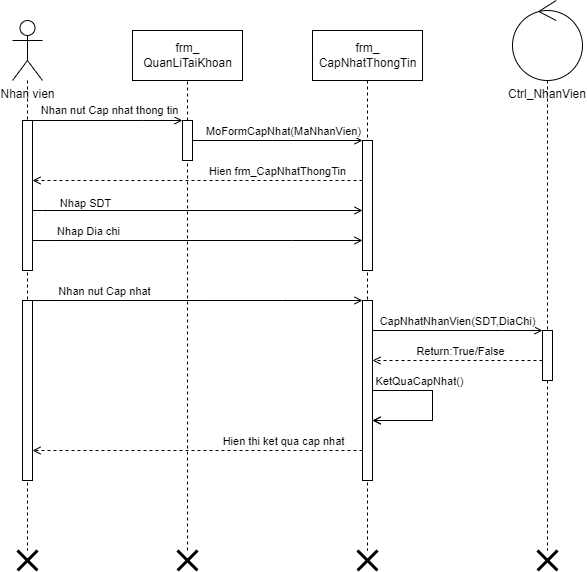 frm_
QuanLiTaiKhoan
frm_
CapNhatThongTin
Nhan vien
Ctrl_NhanVien
Nhan nut Cap nhat thong tin
MoFormCapNhat(MaNhanVien)
Hien frm_CapNhatThongTin
Nhap SDT
Nhap Dia chi
Nhan nut Cap nhat
CapNhatNhanVien(SDT,DiaChi)
Return:True/False
KetQuaCapNhat()
Hien thi ket qua cap nhat